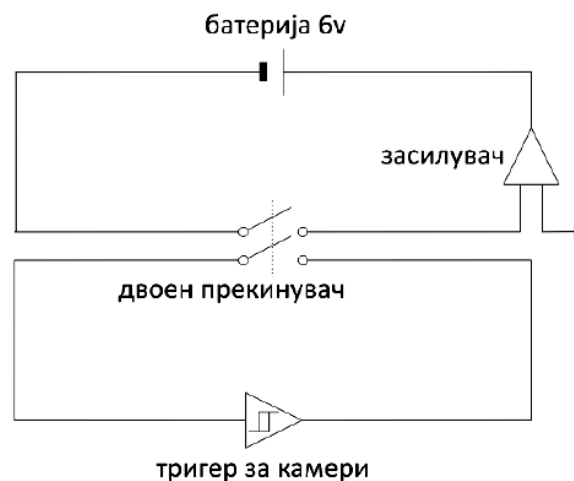 батерија 6v
засилувач
двоен прекинувач
тригер за камери